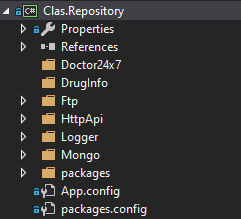 C# Clas.Repository
Properties
References
Doctor24x7
DrugInfo
Ftp
HttpApi
Logger
Mongo
packages
App.config
packages.config